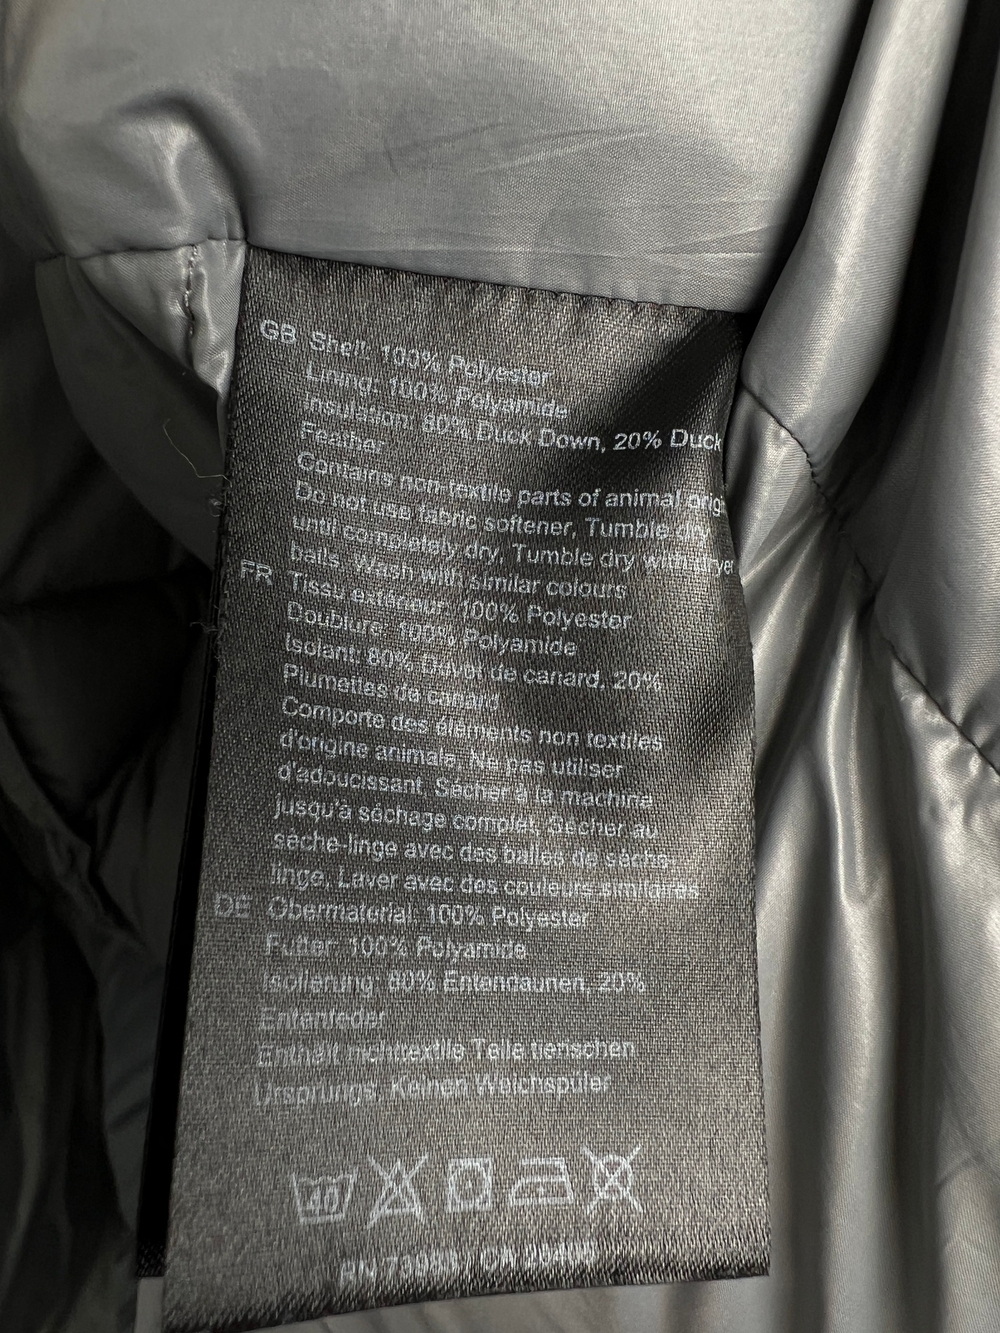 GB Shell: 100% Polyester
Lining: 100% Polyamide
Insulation: 80% Duck Down, 20% Duck
Feather.
Contains non-textile parts of animal orig
Do not use fabric softener, Tumble dry
until completely dry, Tumble dry with dryer
balls, Wash with similar colours
FR Tissu extérieur: 100% Polyester
Doublure: 100% Polyamide
Isolant: 80% Duvet de canard, 20%
Plumettes de canard
Comporte des éléments non textiles
d'origine animale, Ne pas utiliser
d'adoucissant, Sécher à la machine
jusqu'à séchage complet, Sécher au
sèche-linge avec des balles de sèche-
linge, Laver avec des couleurs similaires
DE Obermaterial: 100% Polyester
Futter: 100% Polyamide
Isolierung: 80% Entendaunen, 20%
Entenfeder
Enthält nichttextile Teile tierischen
Ursprungs, Keinen Weichspüler
40
RN / CA